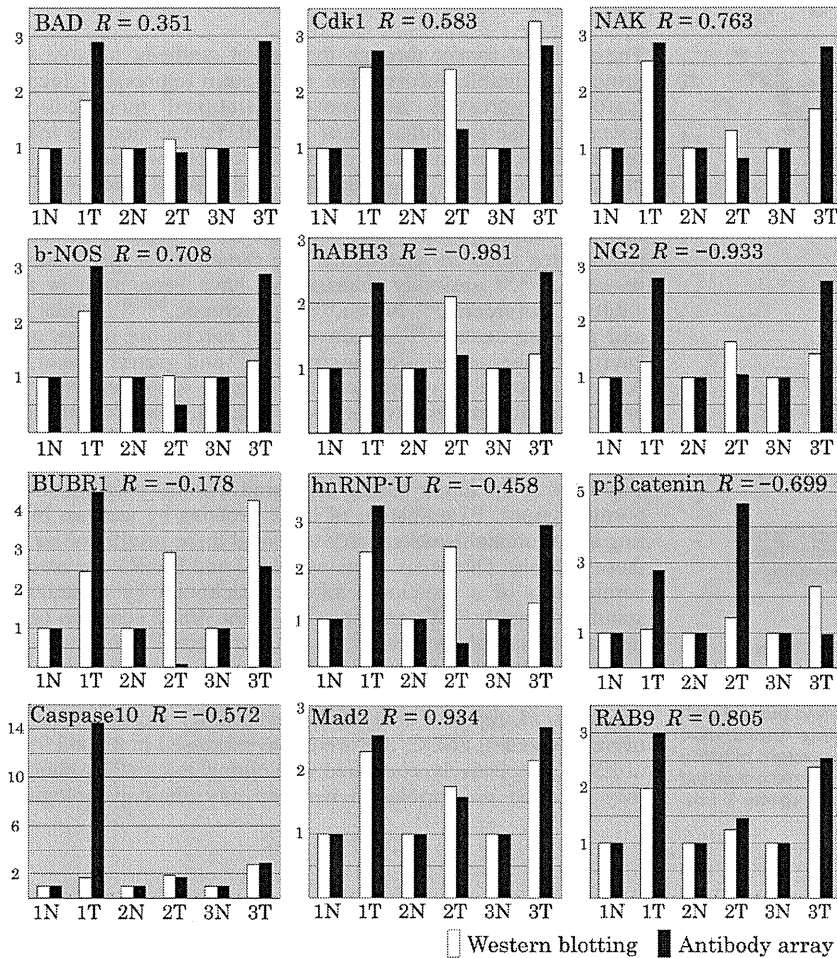 BAD R = 0.351
3
2
1
1N 1T 2N 2T 3N 3T
Cdk1 R = 0.583
3
2
1
1N 1T 2N 2T 3N 3T
NAK R = 0.763
3
2
1
1N 1T 2N 2T 3N 3T
b-NOS R = 0.708
3
2
1
1N 1T 2N 2T 3N 3T
hABH3 R = −0.981
3
2
1
1N 1T 2N 2T 3N 3T
NG2 R = −0.933
3
2
1
1N 1T 2N 2T 3N 3T
BUBR1 R = −0.178
4
3
2
1
1N 1T 2N 2T 3N 3T
hnRNP-U R = −0.458
3
2
1
1N 1T 2N 2T 3N 3T
p-β catenin R = −0.699
5
3
1
1N 1T 2N 2T 3N 3T
Caspase10 R = −0.572
14
10
6
2
1N 1T 2N 2T 3N 3T
Mad2 R = 0.934
3
2
1
1N 1T 2N 2T 3N 3T
RAB9 R = 0.805
3
2
1
1N 1T 2N 2T 3N 3T
Western blotting Antibody array